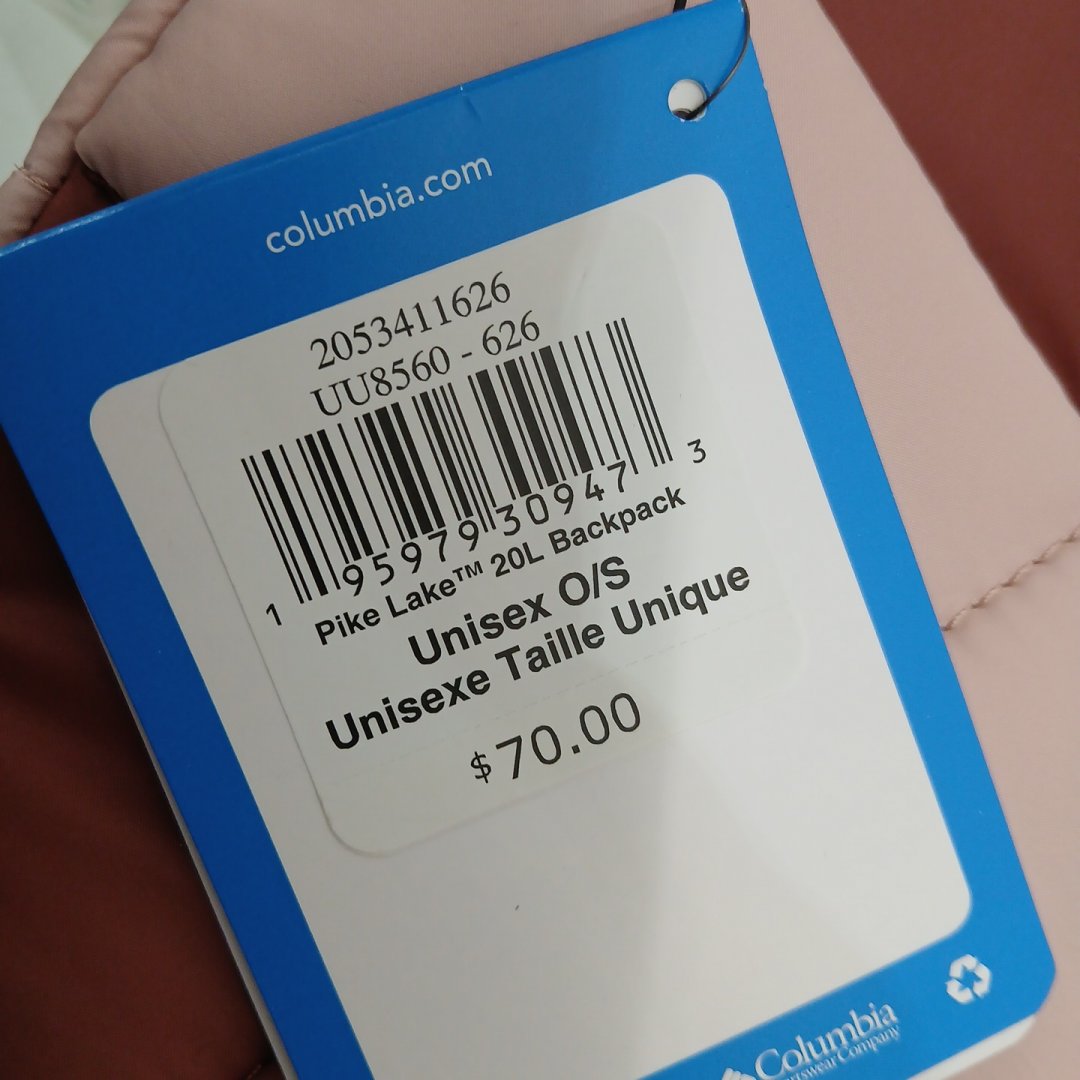 columbia.com
2053411626
UU8560 - 626
1 95979 30947 3
Pike Lake™ 20L Backpack
Unisex O/S
Unisexe Taille Unique
$70.00
Columbia
Company